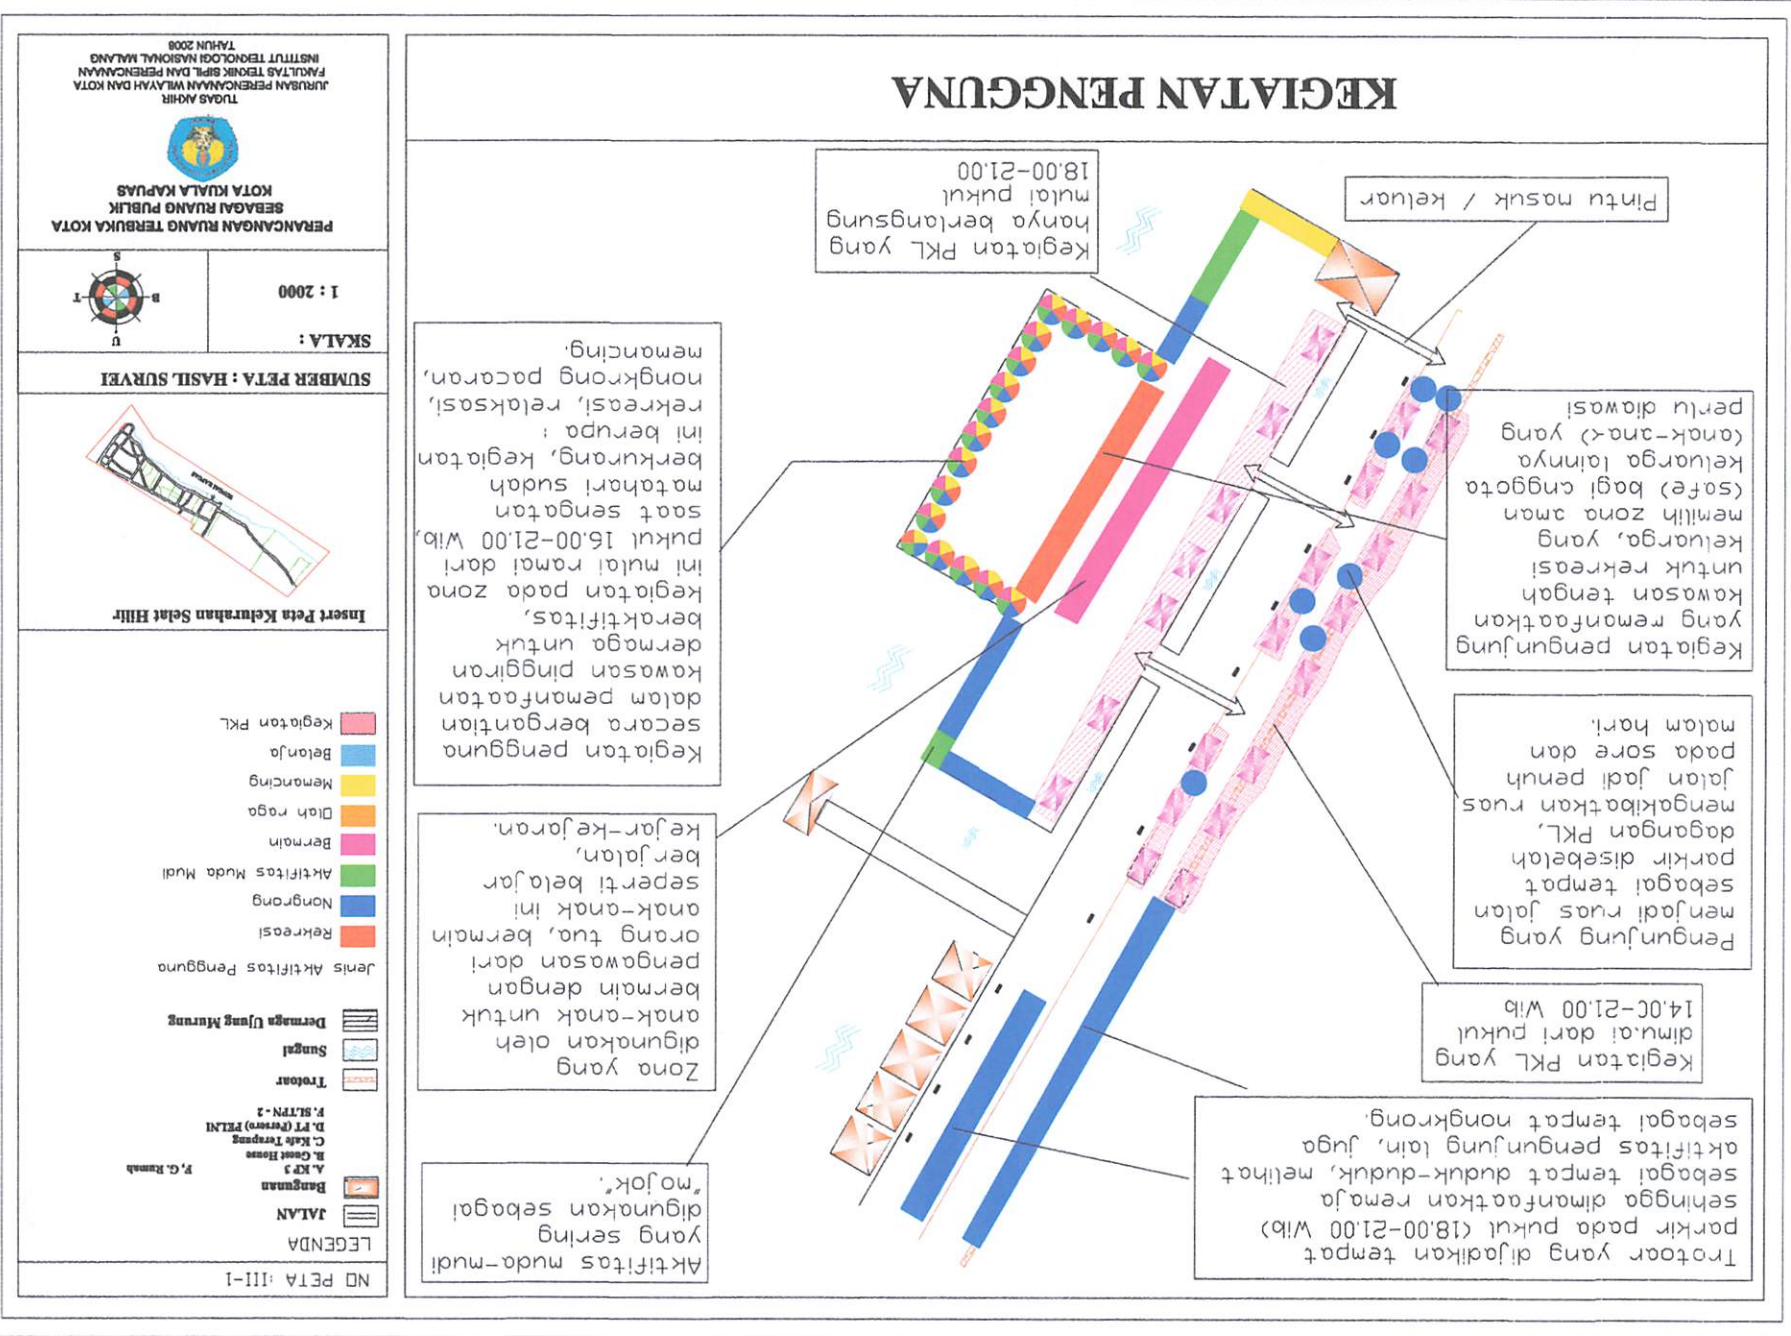 Trotoar yang dijadikan tempat
parkir pada pukul (18.00-21.00 Wib)
sehingga dimanfaatkan remaja
sebagai tempat duduk-duduk, melihat
aktifitas pengunjung lain, juga
sebagai tempat nongkrong.
Kegiatan PKL yang
dimulai dari pukul
14.00-21.00 Wib
Pengunjung yang
menjadi ruas jalan
sebagai tempat
parkir disebelah
dagangan PKL,
mengakibatkan ruas
jalan jadi penuh
pada sore dan
malam hari.
Kegiatan pengunjung
yang memanfaatkan
kawasan tengah
untuk rekreasi
keluarga, yang
memilih zona aman
(safe) bagi anggota
keluarga lainnya
(anak-anak) yang
perlu diawasi
Pintu masuk / keluar
Aktifitas muda-mudi
yang sering
digunakan sebagai
"mojok".
Zona yang
digunakan oleh
anak-anak untuk
bermain dengan
pengawasan dari
orang tua, bermain
anak-anak ini
seperti belajar
berjalan,
kejar-kejaran.
Kegiatan pengguna
secara bergantian
dalam pemanfaatan
kawasan pinggiran
dermaga untuk
beraktifitas,
kegiatan pada zona
ini mulai ramai dari
pukul 16.00-21.00 Wib,
saat sengatan
matahari sudah
berkurang, kegiatan
ini berupa :
rekreasi, relaksasi,
nongkrong pacaran,
memancing.
Kegiatan PKL yang
hanya berlangsung
mulai pukul
18.00-21.00
KEGIATAN PENGGUNA
NO PETA :III-1
LEGENDA
JALAN
Bangunan
A. KP 3 F, G. Rumah
B. Guest House
C. Kafe Terapung
D. PT (Persero) PELNI
F. SLTPN - 2
Trotoar
Sungai
Dermaga Ujung Murung
Jenis Aktifitas Pengguna
Rekreasi
Nongrong
Aktifitas Muda Mudi
Bermain
Olah raga
Memancing
Belanja
Kegiatan PKL
Insert Peta Kelurahan Selat Hilir
SUNGAI KAPUAS
SUMBER PETA : HASIL SURVEI
SKALA :
1 : 2000
U
B
T
S
PERANCANGAN RUANG TERBUKA KOTA
SEBAGAI RUANG PUBLIK
KOTA KUALA KAPUAS
TUGAS AKHIR
JURUSAN PERENCANAAN WILAYAH DAN KOTA
FAKULTAS TEKNIK SIPIL DAN PERENCANAAN
INSTITUT TEKNOLOGI NASIONAL MALANG
TAHUN 2008